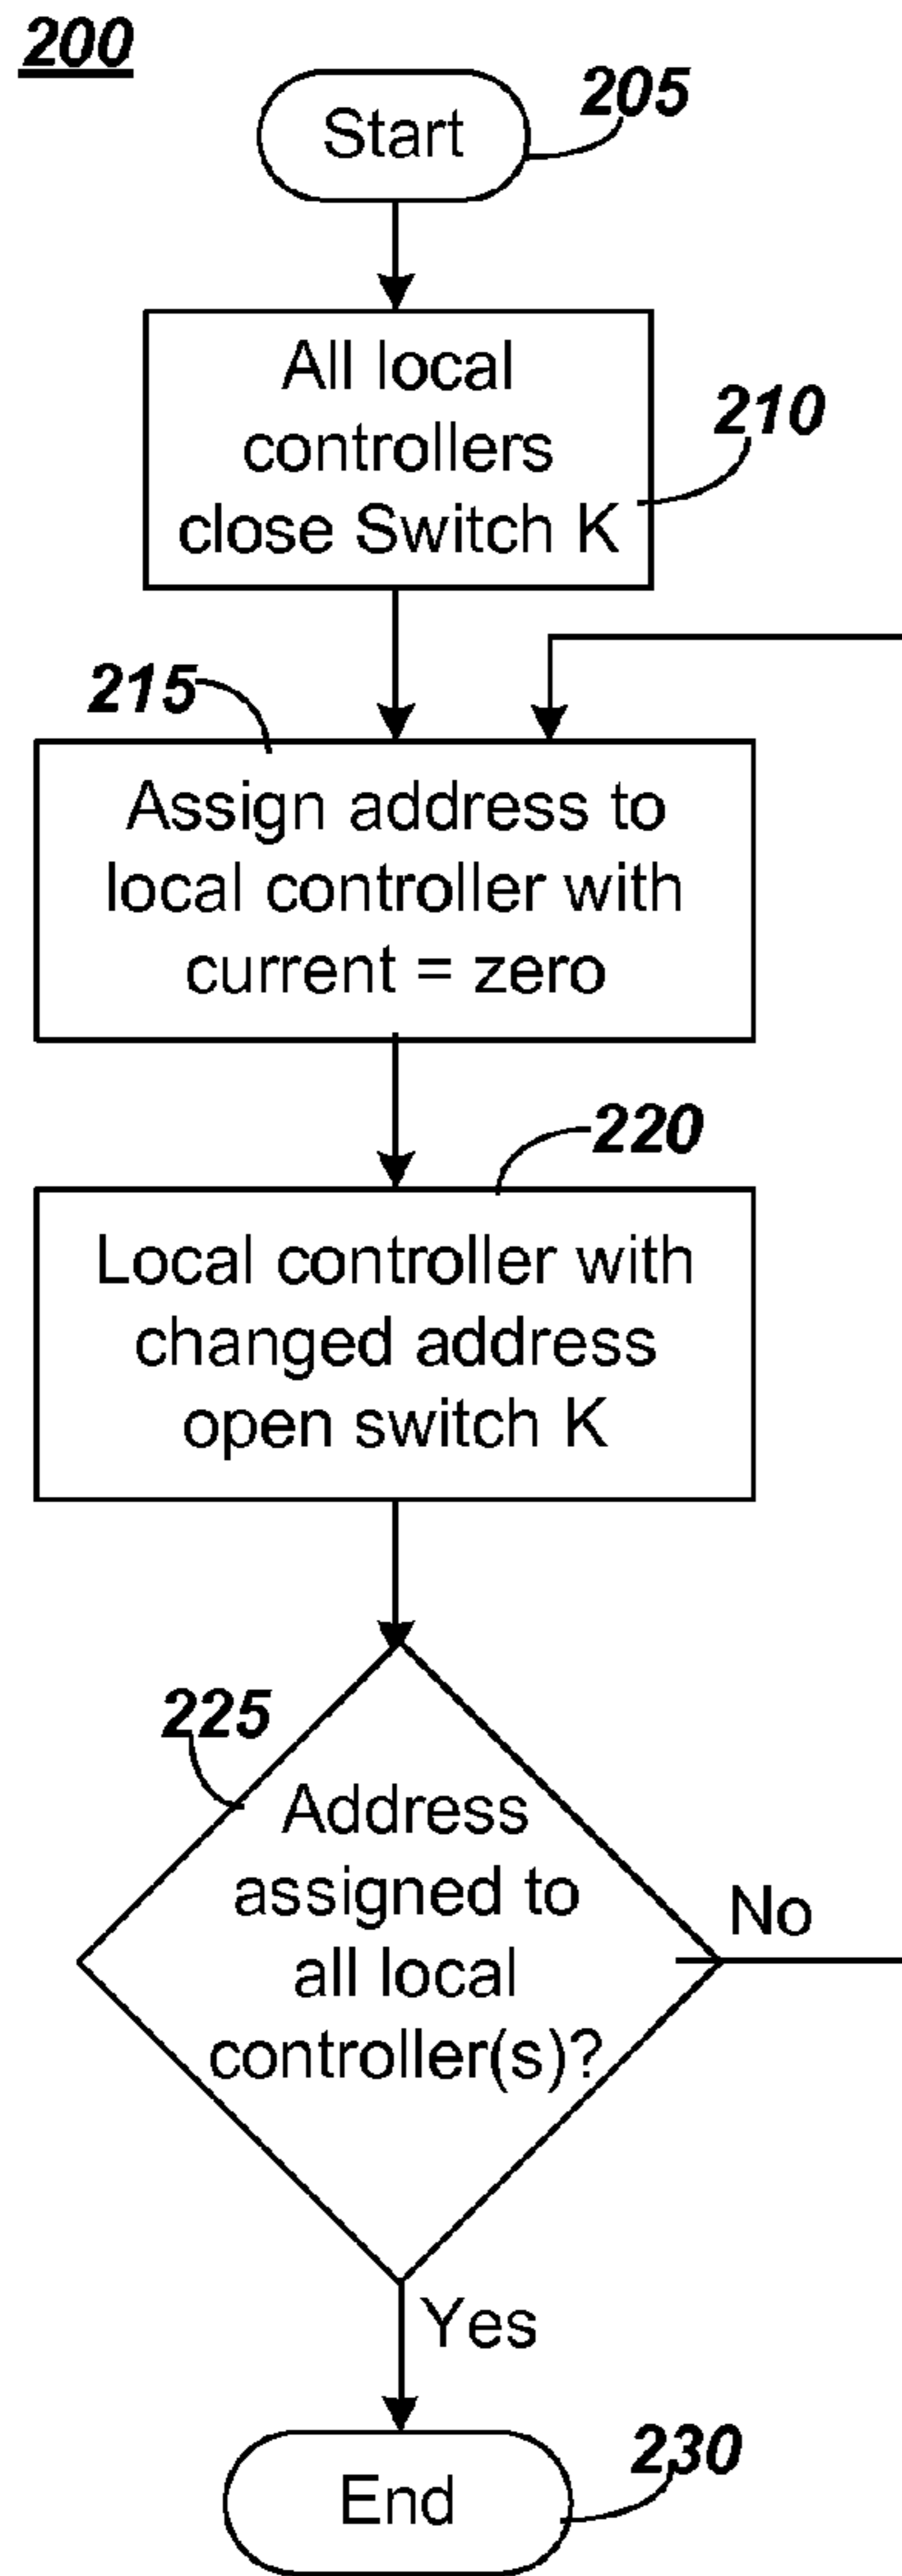 200
Start
205
All local
controllers
close Switch K
210
215
Assign address to
local controller with
current = zero
220
Local controller with
changed address
open switch K
225
Address
assigned to
all local
controller(s)?
No
Yes
End
230